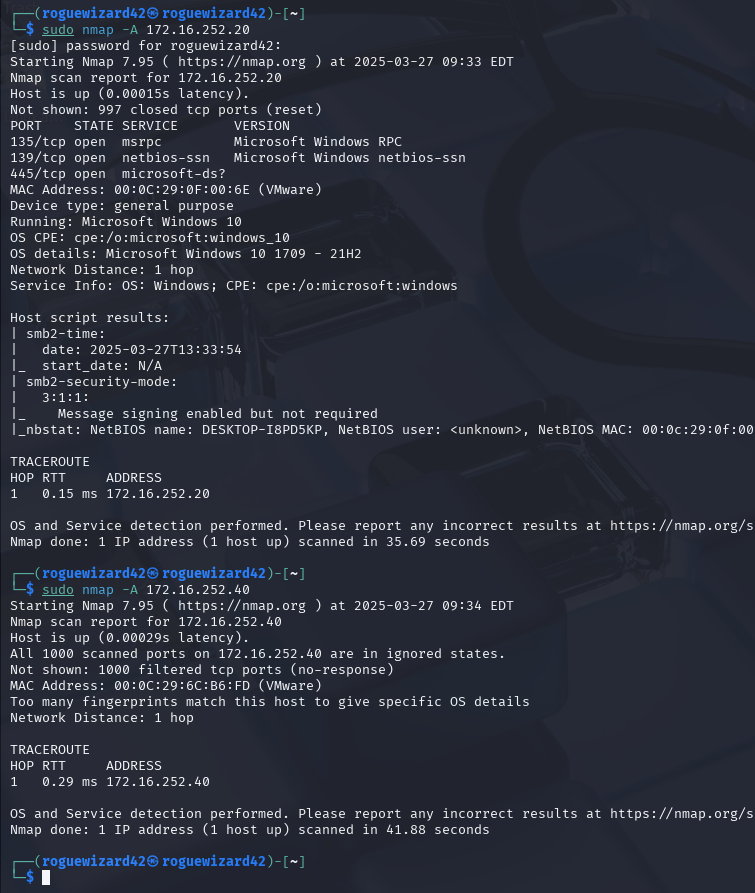 ┌──(roguewizard42㉿roguewizard42)-[~]
└─$ sudo nmap -A 172.16.252.20
[sudo] password for roguewizard42:
Starting Nmap 7.95 ( https://nmap.org ) at 2025-03-27 09:33 EDT
Nmap scan report for 172.16.252.20
Host is up (0.00015s latency).
Not shown: 997 closed tcp ports (reset)
PORT    STATE SERVICE       VERSION
135/tcp open  msrpc         Microsoft Windows RPC
139/tcp open  netbios-ssn   Microsoft Windows netbios-ssn
445/tcp open  microsoft-ds?
MAC Address: 00:0C:29:0F:00:6E (VMware)
Device type: general purpose
Running: Microsoft Windows 10
OS CPE: cpe:/o:microsoft:windows_10
OS details: Microsoft Windows 10 1709 - 21H2
Network Distance: 1 hop
Service Info: OS: Windows; CPE: cpe:/o:microsoft:windows

Host script results:
| smb2-time:
|   date: 2025-03-27T13:33:54
|_  start_date: N/A
| smb2-security-mode:
|   3:1:1:
|_    Message signing enabled but not required
|_nbstat: NetBIOS name: DESKTOP-I8PD5KP, NetBIOS user: <unknown>, NetBIOS MAC: 00:0c:29:0f:00

TRACEROUTE
HOP RTT     ADDRESS
1   0.15 ms 172.16.252.20

OS and Service detection performed. Please report any incorrect results at https://nmap.org/s
Nmap done: 1 IP address (1 host up) scanned in 35.69 seconds

┌──(roguewizard42㉿roguewizard42)-[~]
└─$ sudo nmap -A 172.16.252.40
Starting Nmap 7.95 ( https://nmap.org ) at 2025-03-27 09:34 EDT
Nmap scan report for 172.16.252.40
Host is up (0.00029s latency).
All 1000 scanned ports on 172.16.252.40 are in ignored states.
Not shown: 1000 filtered tcp ports (no-response)
MAC Address: 00:0C:29:6C:B6:FD (VMware)
Too many fingerprints match this host to give specific OS details
Network Distance: 1 hop

TRACEROUTE
HOP RTT     ADDRESS
1   0.29 ms 172.16.252.40

OS and Service detection performed. Please report any incorrect results at https://nmap.org/s
Nmap done: 1 IP address (1 host up) scanned in 41.88 seconds

┌──(roguewizard42㉿roguewizard42)-[~]
└─$